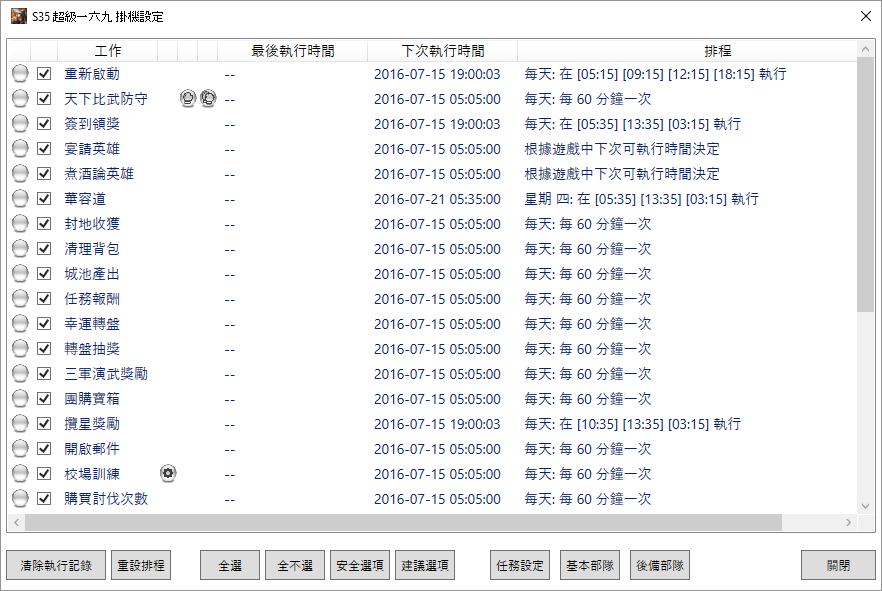 S35 超級一六九 掛機設定
工作 最後執行時間 下次執行時間 排程
重新啟動 -- 2016-07-15 19:00:03 每天: 在 [05:15] [09:15] [12:15] [18:15] 執行
天下比武防守 -- 2016-07-15 05:05:00 每天: 每 60 分鐘一次
簽到領獎 -- 2016-07-15 19:00:03 每天: 在 [05:35] [13:35] [03:15] 執行
宴請英雄 -- 2016-07-15 05:05:00 根據遊戲中下次可執行時間決定
煮酒論英雄 -- 2016-07-15 05:05:00 根據遊戲中下次可執行時間決定
華容道 -- 2016-07-21 05:35:00 星期 四: 在 [05:35] [13:35] [03:15] 執行
封地收獲 -- 2016-07-15 05:05:00 每天: 每 60 分鐘一次
清理背包 -- 2016-07-15 05:05:00 每天: 每 60 分鐘一次
城池產出 -- 2016-07-15 05:05:00 每天: 每 60 分鐘一次
任務報酬 -- 2016-07-15 05:05:00 每天: 每 60 分鐘一次
幸運轉盤 -- 2016-07-15 05:05:00 每天: 每 60 分鐘一次
轉盤抽獎 -- 2016-07-15 05:05:00 每天: 每 60 分鐘一次
三軍演武獎勵 -- 2016-07-15 05:05:00 每天: 每 60 分鐘一次
團購寶箱 -- 2016-07-15 05:05:00 每天: 每 60 分鐘一次
攬星獎勵 -- 2016-07-15 19:00:03 每天: 在 [10:35] [13:35] [03:15] 執行
開啟郵件 -- 2016-07-15 05:05:00 每天: 每 60 分鐘一次
校場訓練 -- 2016-07-15 05:05:00 每天: 每 60 分鐘一次
購買討伐次數 -- 2016-07-15 05:05:00 每天: 每 60 分鐘一次
清除執行記錄 重設排程 全選 全不選 安全選項 建議選項 任務設定 基本部隊 後備部隊 關閉